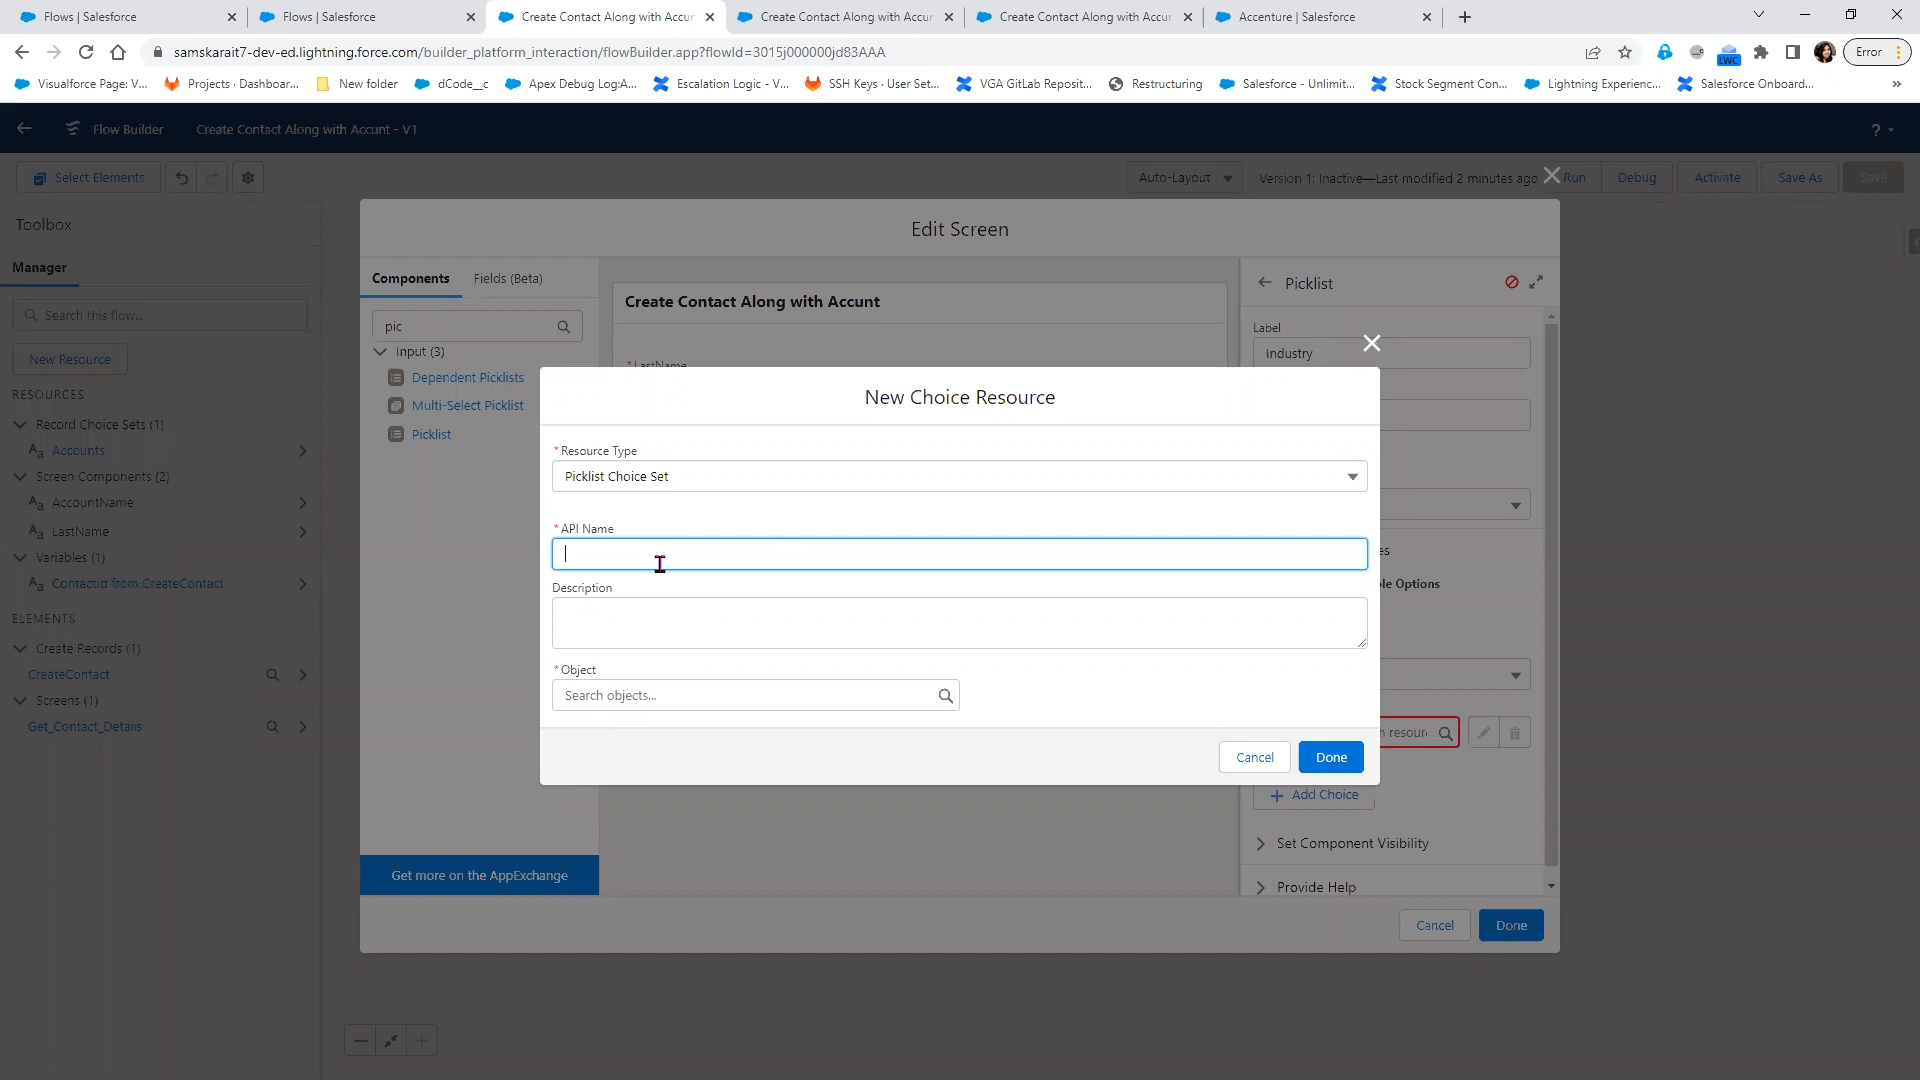 Flows | Salesforce
Flows | Salesforce
Create Contact Along with Accun
Create Contact Along with Accur
Create Contact Along with Accur
Accenture | Salesforce
samskarait7-dev-ed.lightning.force.com/builder_platform_interaction/flowBuilder.app?flowId=3015j000000jd83AAA
LWC
Error
Visualforce Page: V...
Projects · Dashboar...
New folder
dCode__c
Apex Debug Log:A...
Escalation Logic - V...
SSH Keys · User Set...
VGA GitLab Reposit...
Restructuring
Salesforce - Unlimit...
Stock Segment Con...
Lightning Experienc...
Salesforce Onboard...
»
Flow Builder
Create Contact Along with Accunt - V1
?
Select Elements
Auto-Layout
Version 1: Inactive—Last modified 2 minutes ago
Run
Debug
Activate
Save As
Save
Toolbox
Manager
Search this flow...
New Resource
RESOURCES
Record Choice Sets (1)
Accounts
Screen Components (2)
AccountName
LastName
Variables (1)
ContactId from CreateContact
ELEMENTS
Create Records (1)
CreateContact
Screens (1)
Get_Contact_Details
Edit Screen
Components
Fields (Beta)
pic
Input (3)
Dependent Picklists
Multi-Select Picklist
Picklist
Get more on the AppExchange
Create Contact Along with Accunt
* LastName
Picklist
Label
Industry
es
le Options
n resour
Add Choice
Set Component Visibility
Provide Help
Cancel
Done
New Choice Resource
* Resource Type
Picklist Choice Set
* API Name
Description
* Object
Search objects...
Cancel
Done